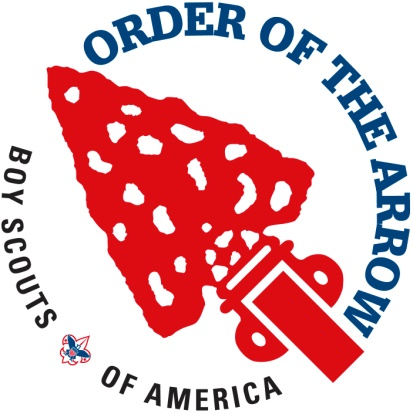 ORDER OF THE ARROW
BOY SCOUTS OF AMERICA